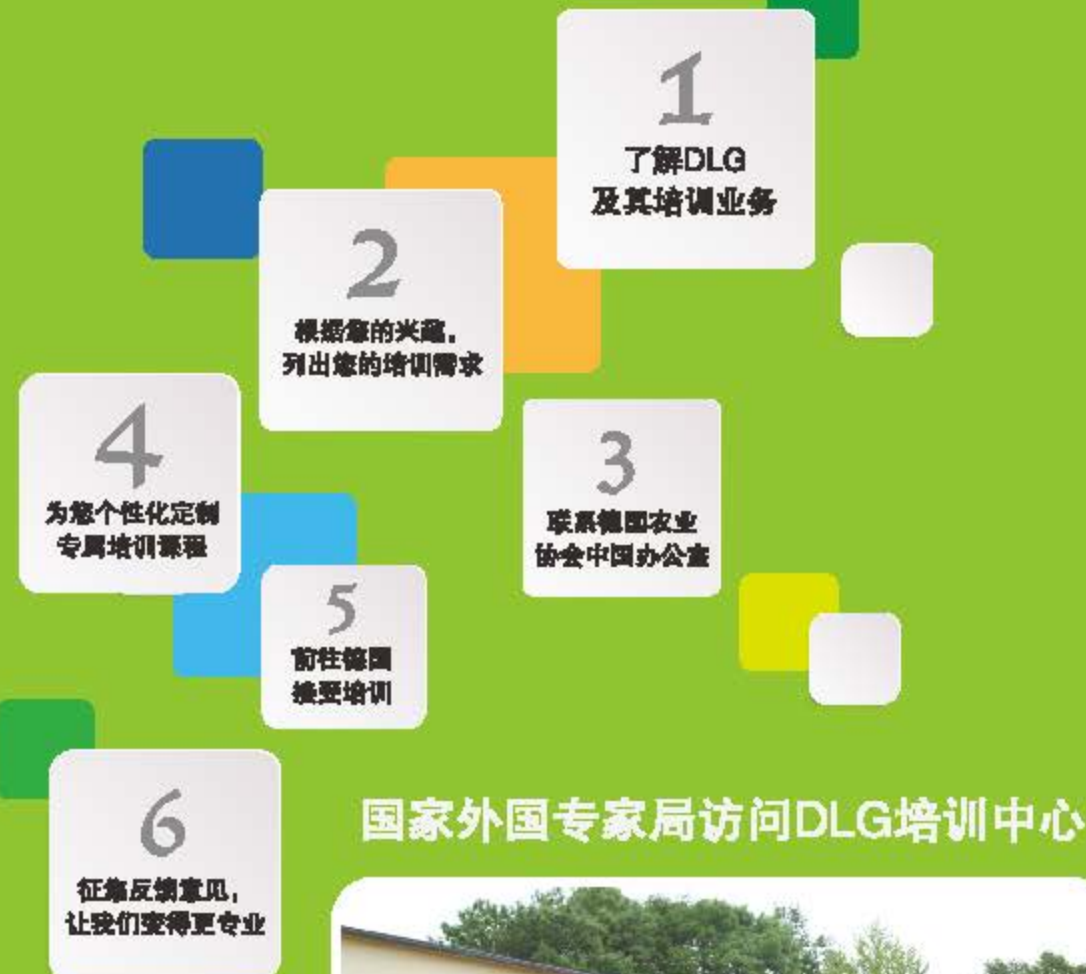 1
了解DLG
及其培训业务
2
根据您的兴趣，
列出您的培训需求
3
联系德国农业
协会中国办公室
4
为您个性化定制
专属培训课程
5
前往德国
接受培训
6
征集反馈意见，
让我们变得更专业
国家外国专家局访问DLG培训中心